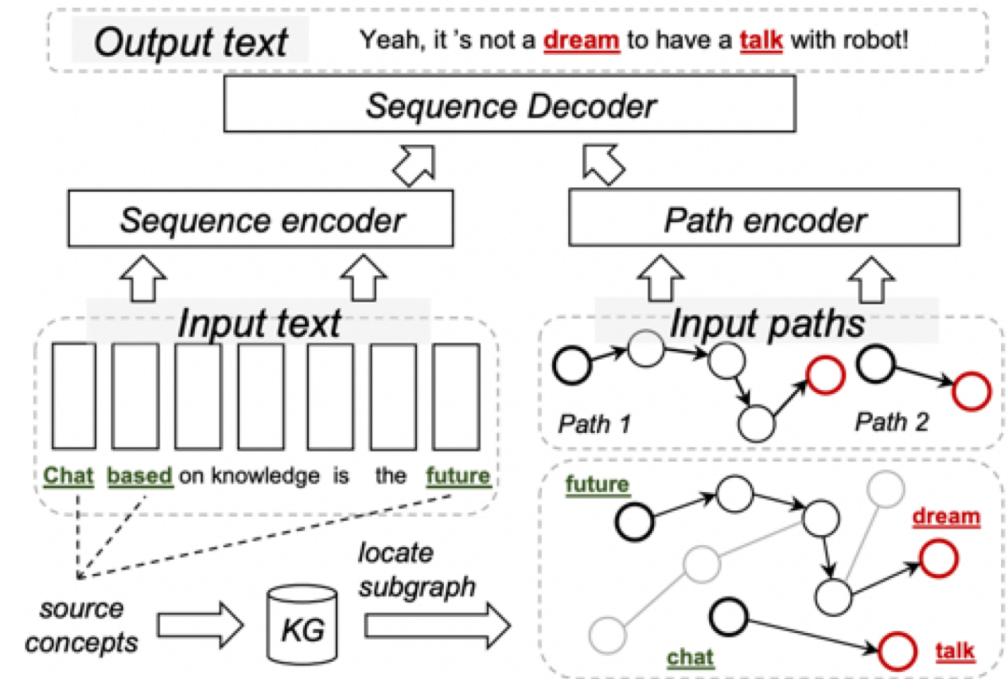 Output text
Yeah, it 's not a dream to have a talk with robot!
Sequence Decoder
Sequence encoder
Path encoder
Input text
Input paths
Path 1
Path 2
Chat based on knowledge is the future
future
dream
chat
talk
source
concepts
KG
locate
subgraph